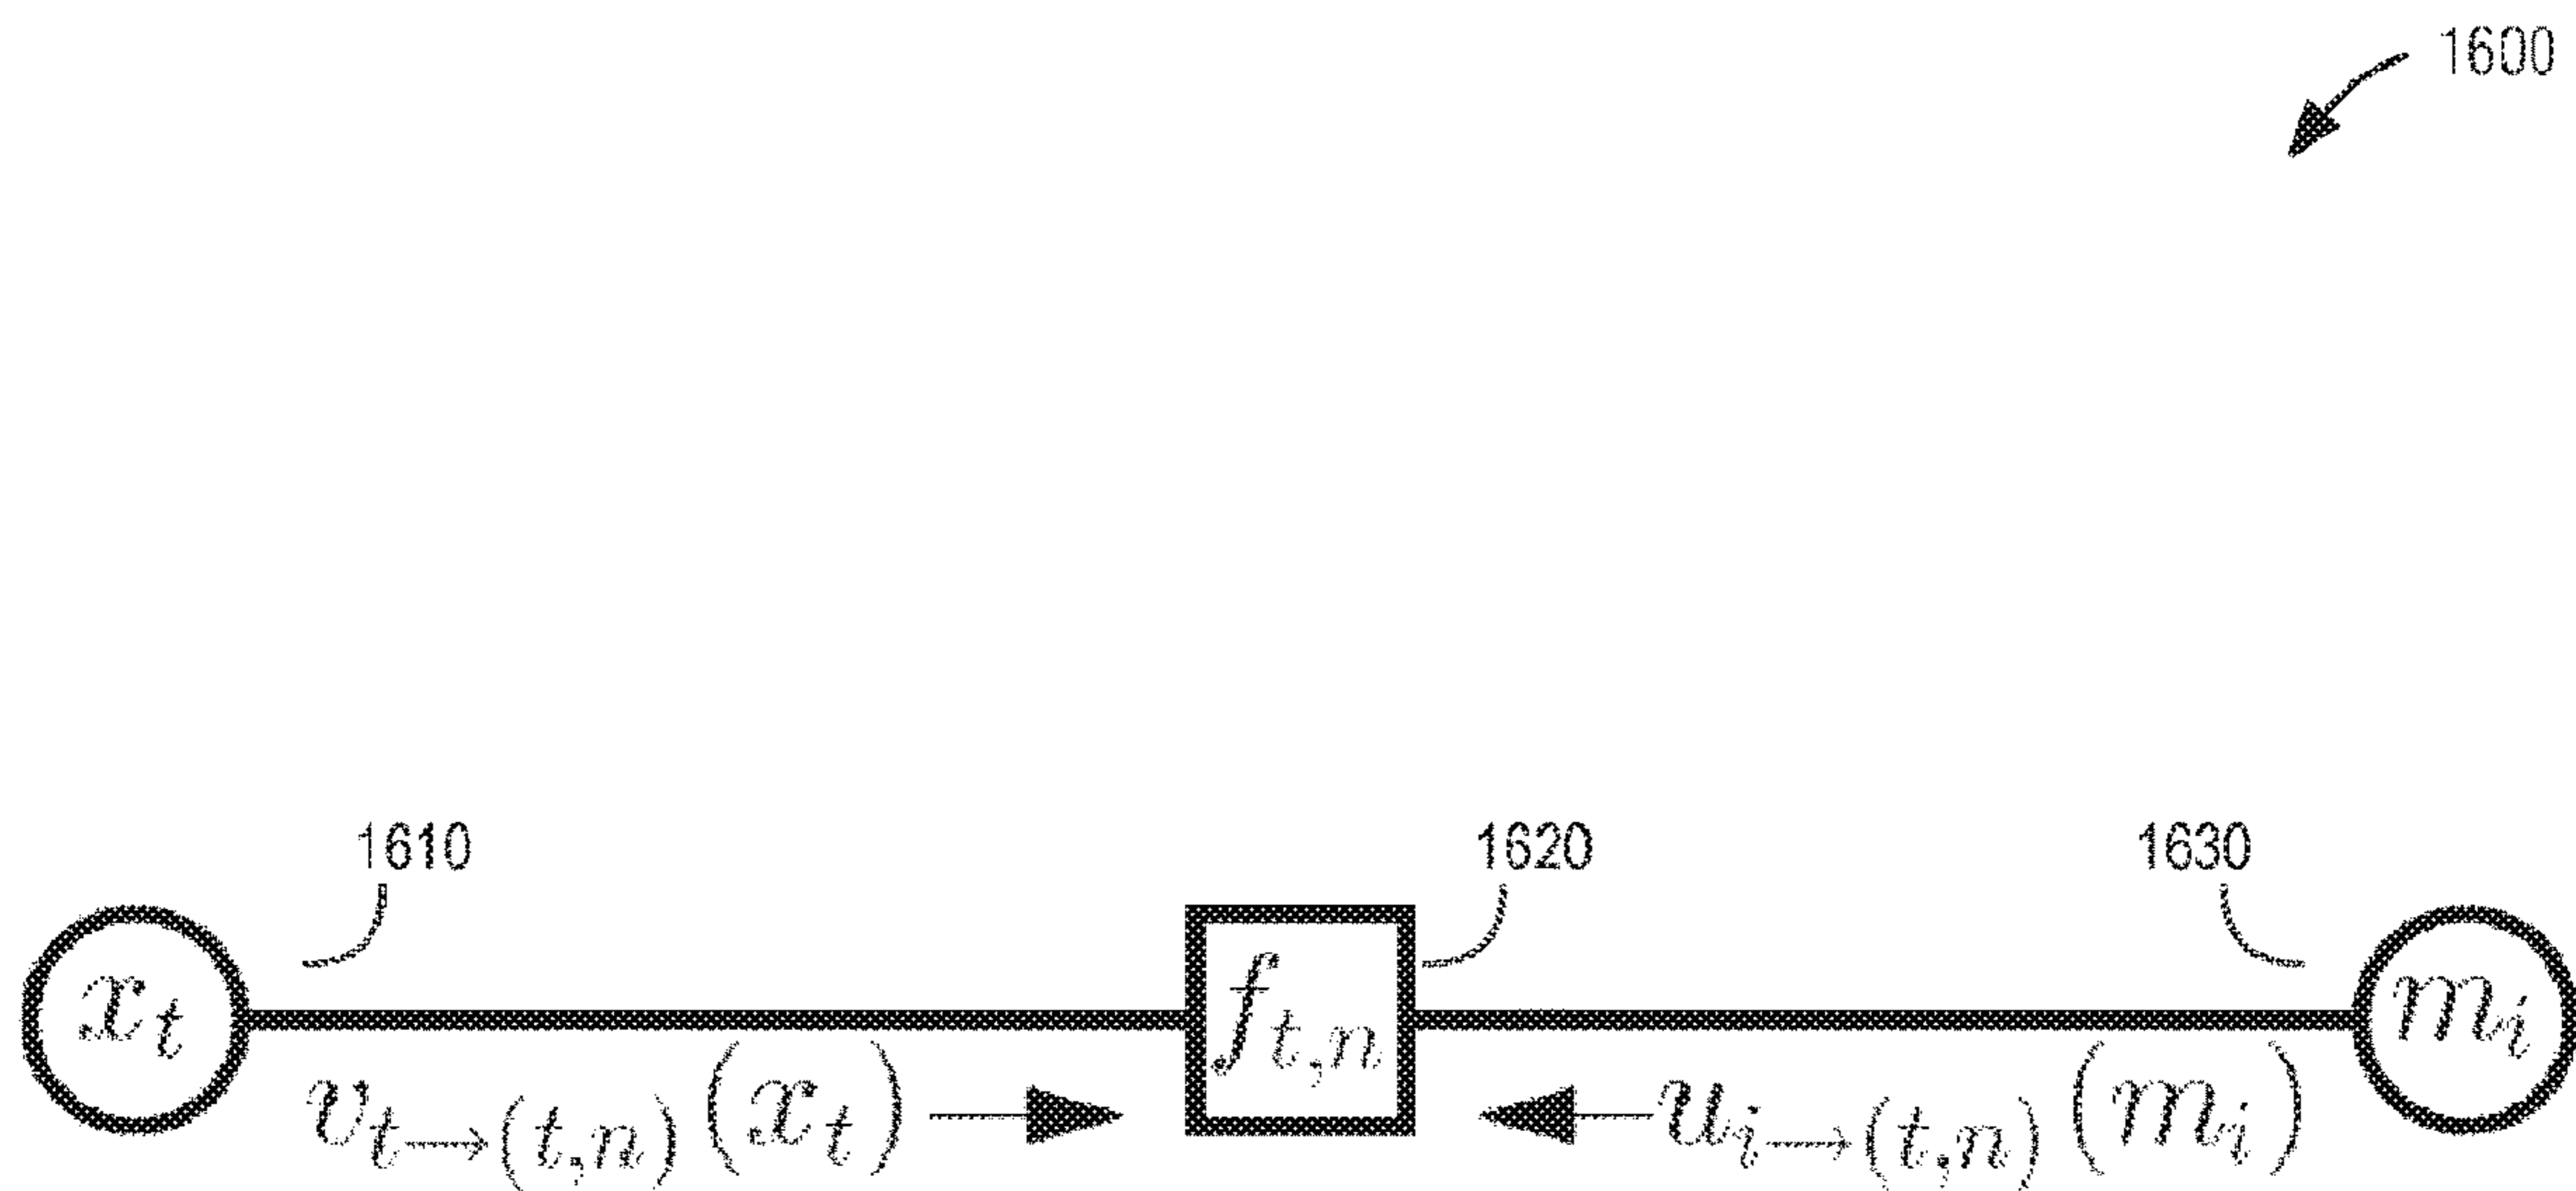 1600
1610 1620 1630
x_t f_{t,n} m_i
v_{t→(t,n)}(x_t) u_{i→(t,n)}(m_i)